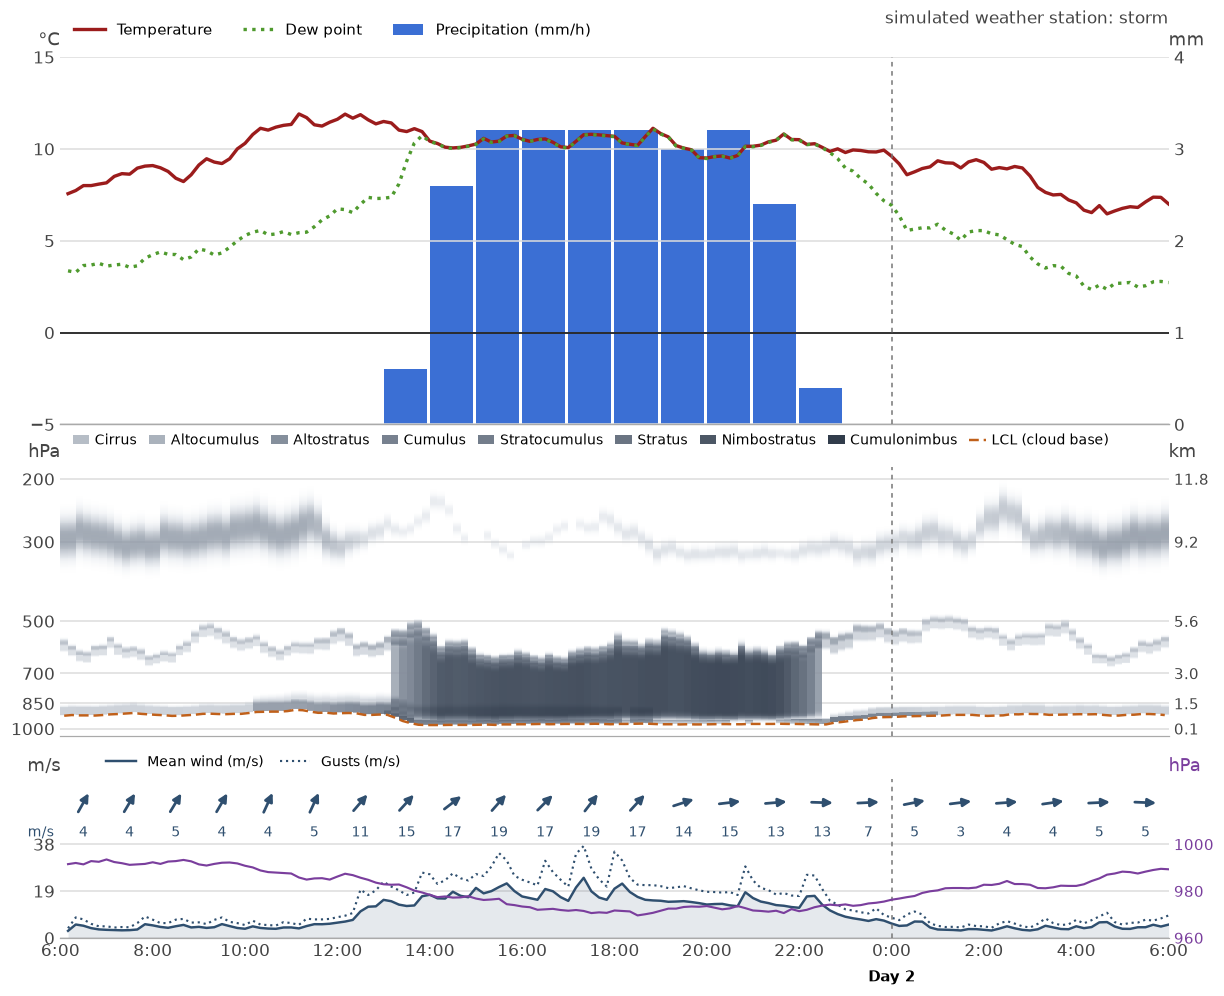 simulated weather station: storm
Temperature Dew point Precipitation (mm/h)
°C mm
15 4
10 3
5 2
0 1
−5 0
Cirrus Altocumulus Altostratus Cumulus Stratocumulus Stratus Nimbostratus Cumulonimbus LCL (cloud base)
hPa km
200 11.8
300 9.2
500 5.6
700 3.0
850 1.5
1000 0.1
m/s Mean wind (m/s) Gusts (m/s) hPa
m/s 4 4 5 4 4 5 11 15 17 19 17 19 17 14 15 13 13 7 5 3 4 4 5 5
38 1000
19 980
0 960
6:00 8:00 10:00 12:00 14:00 16:00 18:00 20:00 22:00 0:00 2:00 4:00 6:00
Day 2